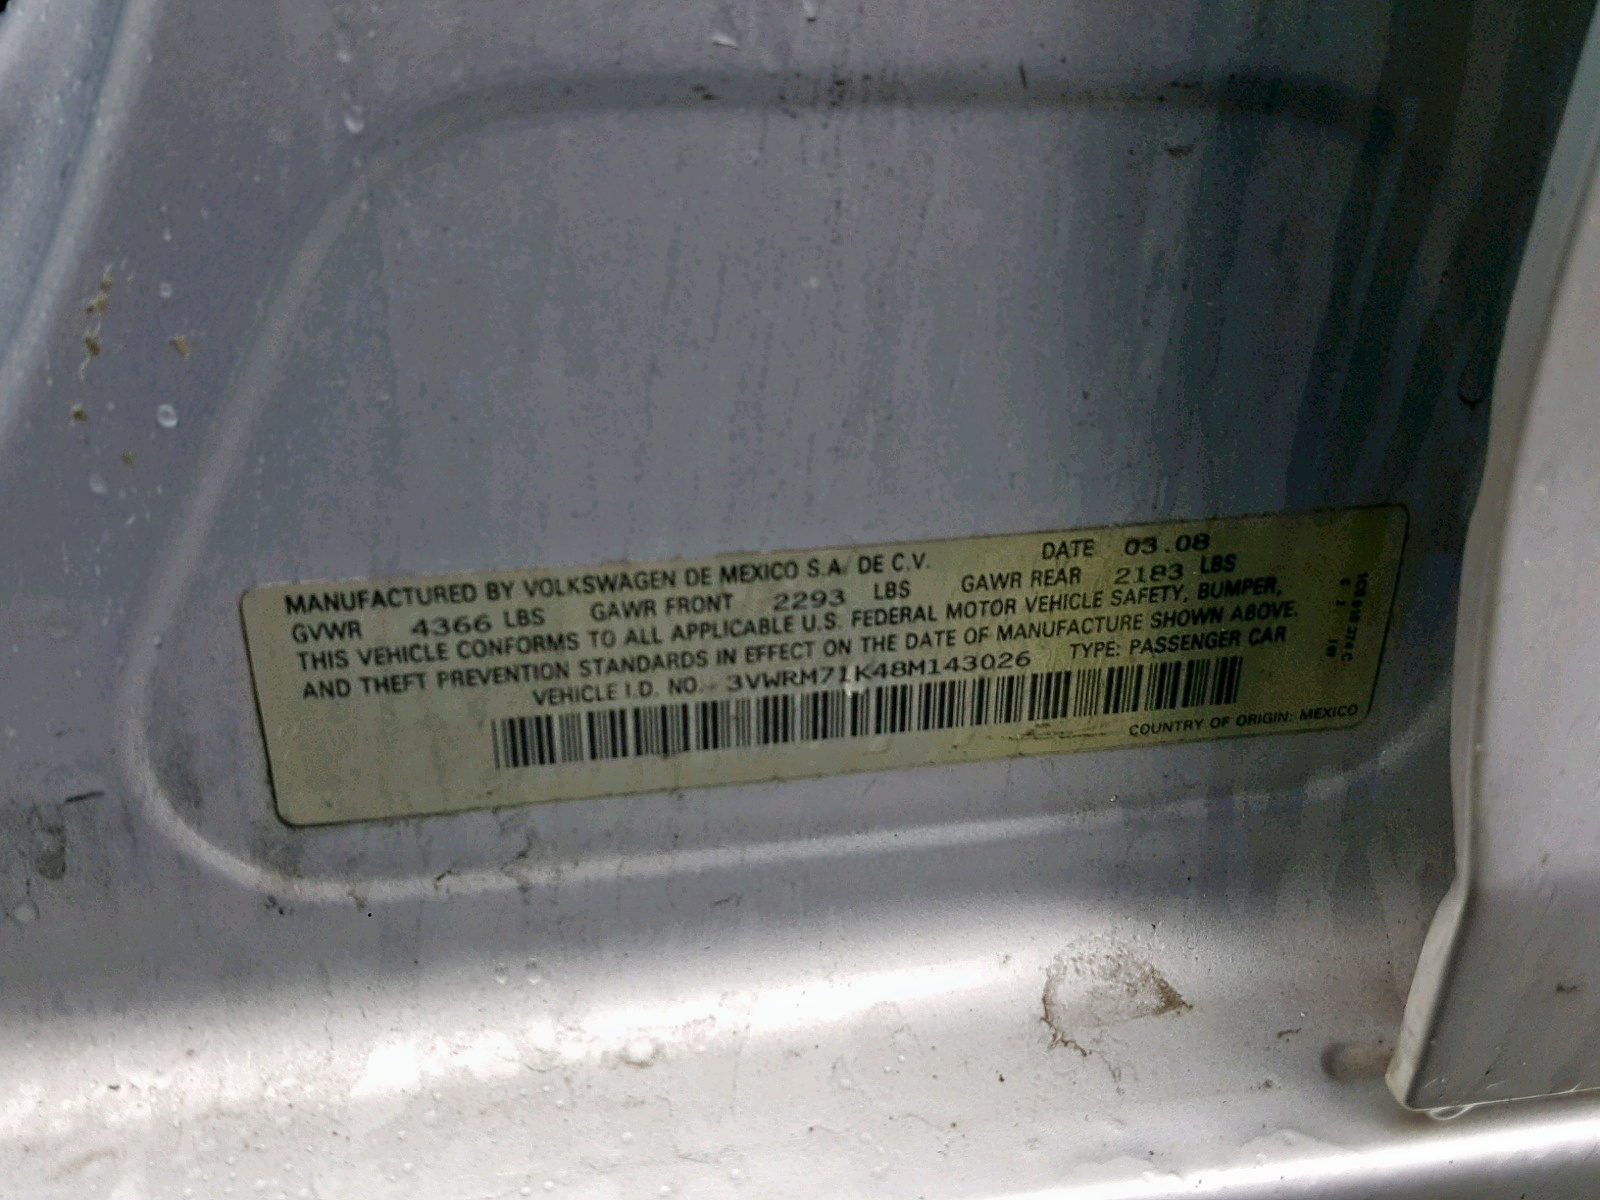 MANUFACTURED BY VOLKSWAGEN DE MEXICO S.A. DE C.V. DATE 03.08
GVWR 4366 LBS GAWR FRONT 2293 LBS GAWR REAR 2183 LBS
THIS VEHICLE CONFORMS TO ALL APPLICABLE U.S. FEDERAL MOTOR VEHICLE SAFETY, BUMPER,
AND THEFT PREVENTION STANDARDS IN EFFECT ON THE DATE OF MANUFACTURE SHOWN ABOVE.
VEHICLE I.D. NO. 3VWRM71K48M143026 TYPE: PASSENGER CAR
COUNTRY OF ORIGIN: MEXICO